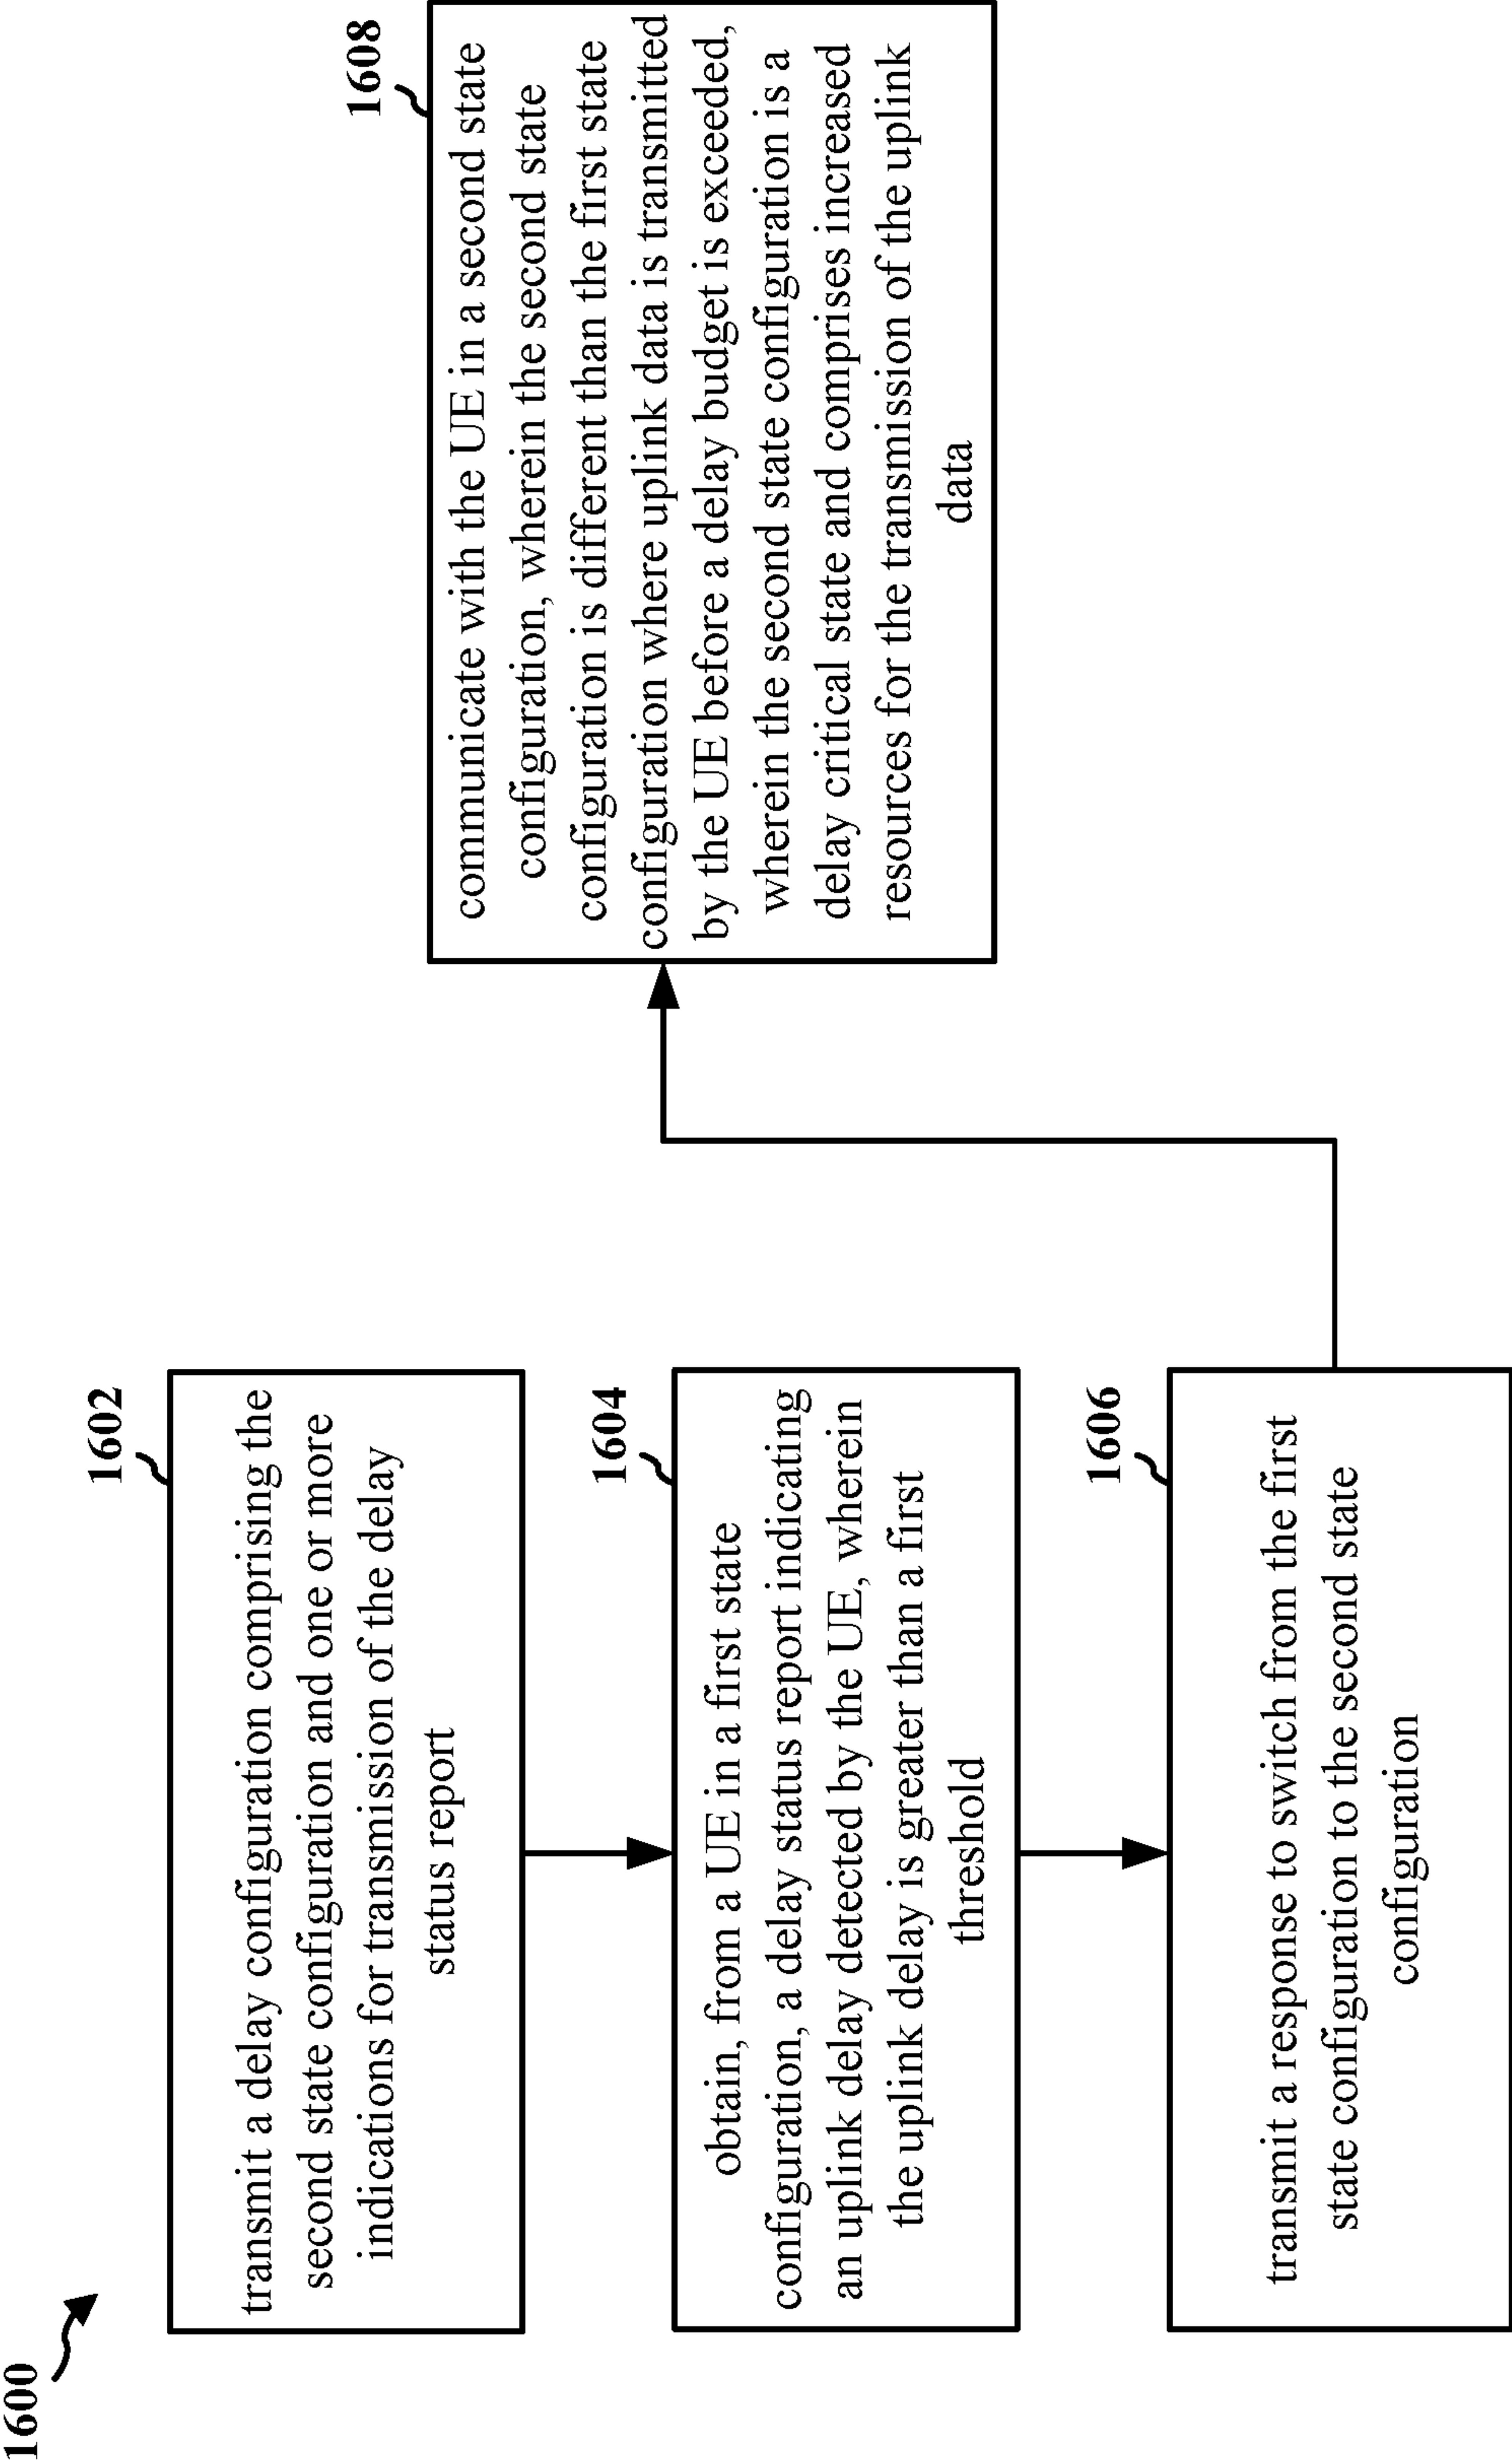 1600
1602
transmit a delay configuration comprising the
second state configuration and one or more
indications for transmission of the delay
status report
1604
obtain, from a UE in a first state
configuration, a delay status report indicating
an uplink delay detected by the UE, wherein
the uplink delay is greater than a first
threshold
1606
transmit a response to switch from the first
state configuration to the second state
configuration
1608
communicate with the UE in a second state
configuration, wherein the second state
configuration is different than the first state
configuration where uplink data is transmitted
by the UE before a delay budget is exceeded,
wherein the second state configuration is a
delay critical state and comprises increased
resources for the transmission of the uplink
data